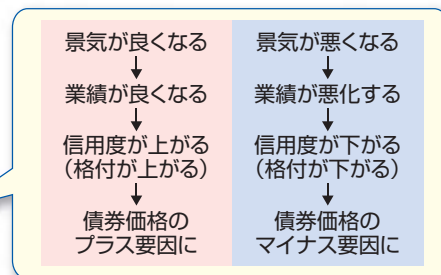 景気が良くなる
↓
業績が良くなる
↓
信用度が上がる
(格付が上がる)
↓
債券価格の
プラス要因に
景気が悪くなる
↓
業績が悪化する
↓
信用度が下がる
(格付が下がる)
↓
債券価格の
マイナス要因に